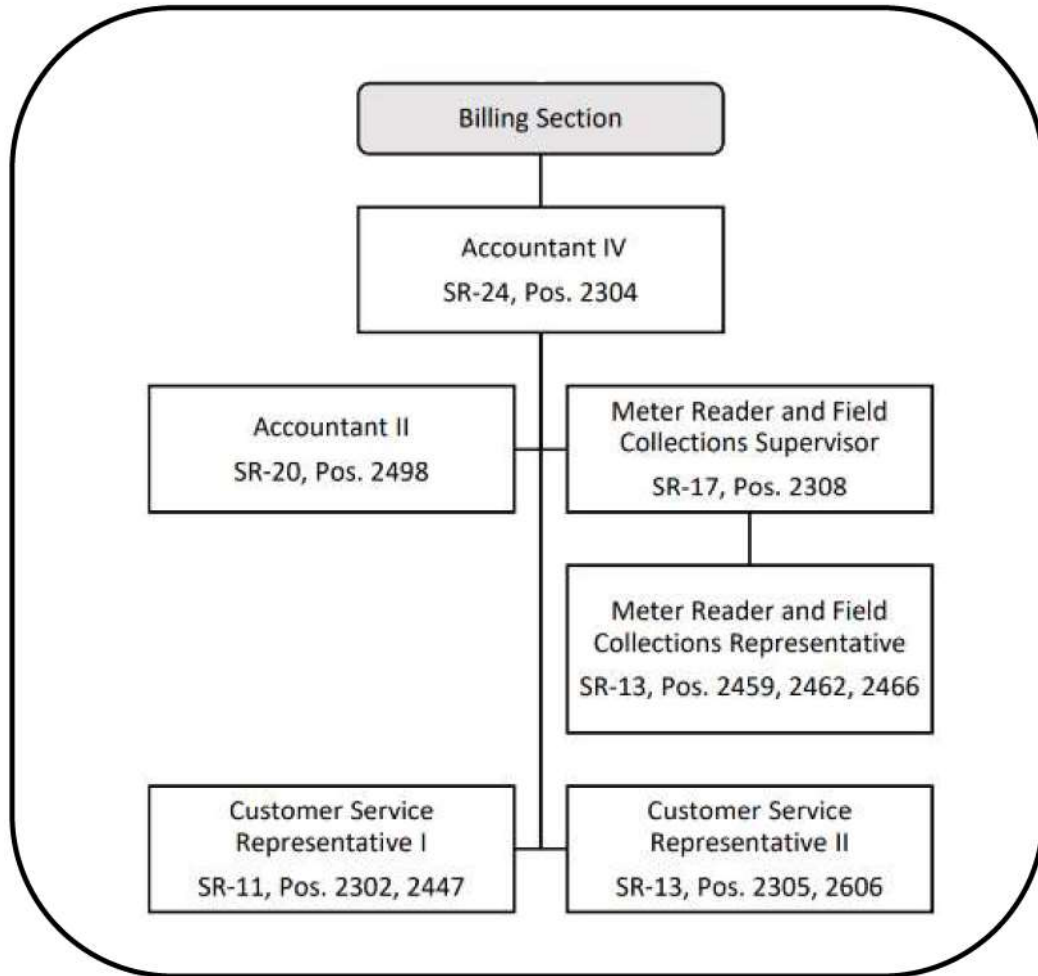 Billing Section
Accountant IV
SR-24, Pos. 2304
Accountant II
SR-20, Pos. 2498
Meter Reader and Field
Collections Supervisor
SR-17, Pos. 2308
Meter Reader and Field
Collections Representative
SR-13, Pos. 2459, 2462, 2466
Customer Service
Representative I
SR-11, Pos. 2302, 2447
Customer Service
Representative II
SR-13, Pos. 2305, 2606